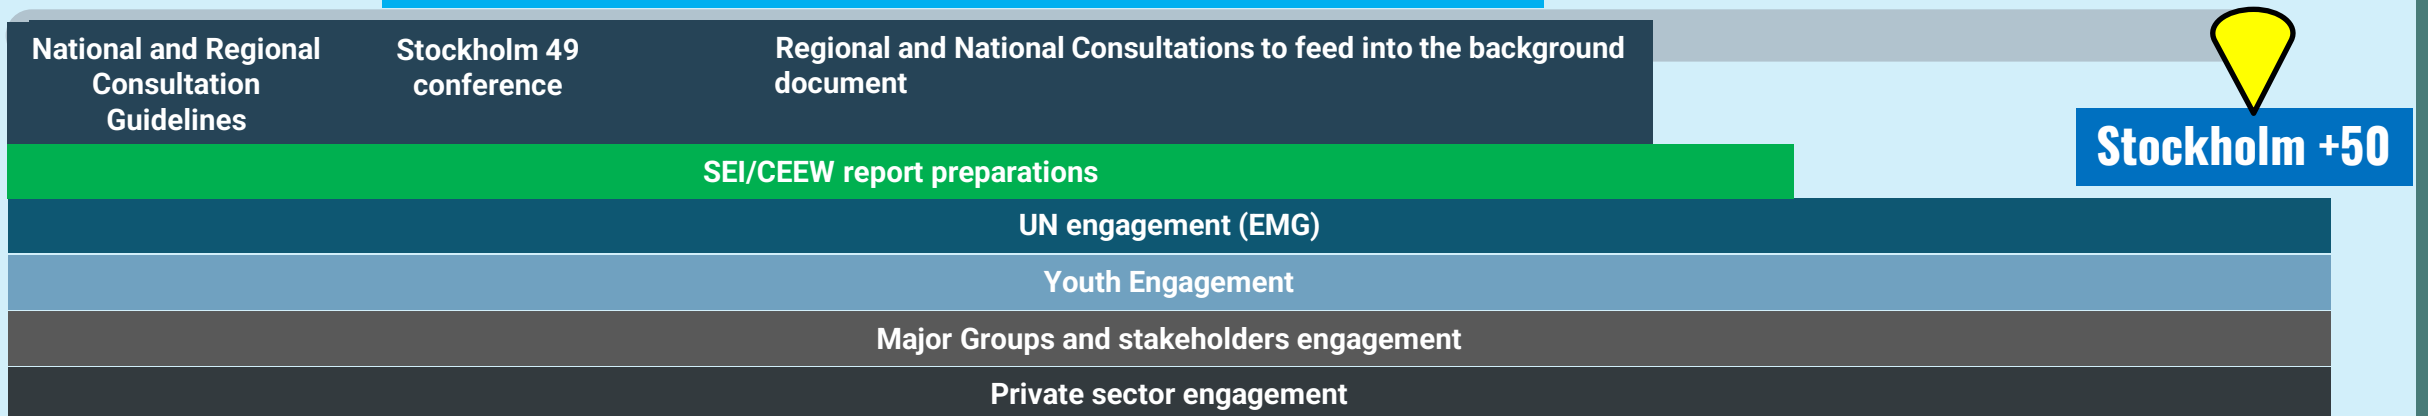 National and Regional
Consultation
Guidelines
Stockholm 49
conference
Regional and National Consultations to feed into the background
document
Stockholm +50
SEI/CEEW report preparations
UN engagement (EMG)
Youth Engagement
Major Groups and stakeholders engagement
Private sector engagement